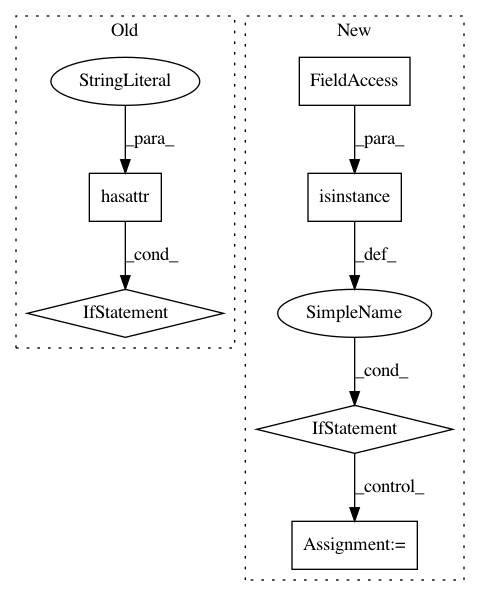 Old
StringLiteral
_para_
hasattr
_cond_
IfStatement
New
FieldAccess
_para_
isinstance
_def_
SimpleName
_cond_
IfStatement
_control_
Assignment:=